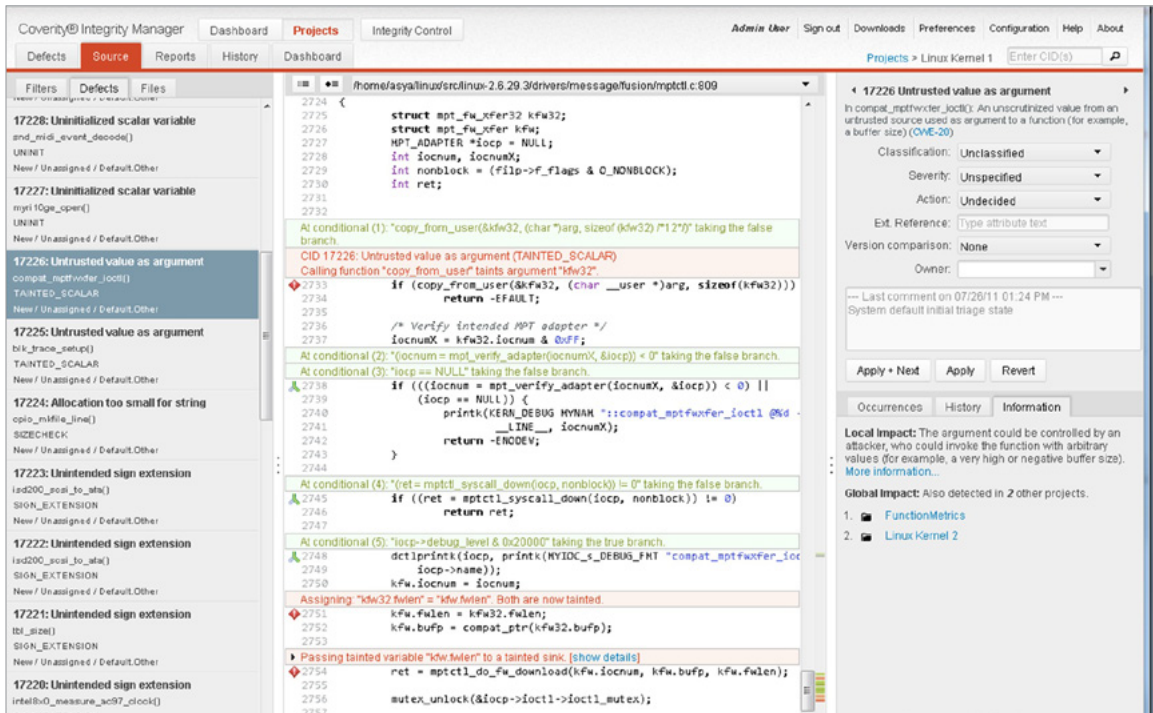 Coverity® Integrity Manager Dashboard Projects Integrity Control Admin User Sign out Downloads Preferences Configuration Help About
Defects Source Reports History Dashboard Projects > Linux Kernel 1 Enter CID(s)
Filters Defects Files
New / Unassigned / Default.Other
17228: Uninitialized scalar variable
snd_midi_event_decode()
UNINIT
New / Unassigned / Default.Other
17227: Uninitialized scalar variable
myri10ge_open()
UNINIT
New / Unassigned / Default.Other
17226: Untrusted value as argument
compat_mptfwxfer_ioctl()
TAINTED_SCALAR
New / Unassigned / Default.Other
17225: Untrusted value as argument
blk_trace_setup()
TAINTED_SCALAR
New / Unassigned / Default.Other
17224: Allocation too small for string
cpio_mkfile_line()
SIZECHECK
New / Unassigned / Default.Other
17223: Unintended sign extension
isd200_scsi_to_ata()
SIGN_EXTENSION
New / Unassigned / Default.Other
17222: Unintended sign extension
isd200_scsi_to_ata()
SIGN_EXTENSION
New / Unassigned / Default.Other
17221: Unintended sign extension
tbl_size()
SIGN_EXTENSION
New / Unassigned / Default.Other
17220: Unintended sign extension
intel8x0_measure_ac97_clock()
/home/asya/linux/src/linux-2.6.29.3/drivers/message/fusion/mptctl.c:809
2724 {
2725 struct mpt_fw_xfer32 kfw32;
2726 struct mpt_fw_xfer kfw;
2727 MPT_ADAPTER *iocp = NULL;
2728 int iocnum, iocnumX;
2729 int nonblock = (filp->f_flags & O_NONBLOCK);
2730 int ret;
2731
2732
At conditional (1): "copy_from_user(&kfw32, (char *)arg, sizeof (kfw32) /*12*/)" taking the false
branch.
CID 17226: Untrusted value as argument (TAINTED_SCALAR)
Calling function "copy_from_user" taints argument "kfw32".
2733 if (copy_from_user(&kfw32, (char __user *)arg, sizeof(kfw32)))
2734 return -EFAULT;
2735
2736 /* Verify intended MPT adapter */
2737 iocnumX = kfw32.iocnum & 0xFF;
At conditional (2): "(iocnum = mpt_verify_adapter(iocnumX, &iocp)) < 0" taking the false branch.
At conditional (3): "iocp == NULL" taking the false branch.
2738 if (((iocnum = mpt_verify_adapter(iocnumX, &iocp)) < 0) ||
2739 (iocp == NULL)) {
2740 printk(KERN_DEBUG MYNAM "::compat_mptfwxfer_ioctl @%d -
2741 __LINE__, iocnumX);
2742 return -ENODEV;
2743 }
2744
At conditional (4): "(ret = mptctl_syscall_down(iocp, nonblock)) != 0" taking the false branch.
2745 if ((ret = mptctl_syscall_down(iocp, nonblock)) != 0)
2746 return ret;
2747
At conditional (5): "iocp->debug_level & 0x20000" taking the true branch.
2748 dctlprintk(iocp, printk(MYIOC_s_DEBUG_FMT "compat_mptfwxfer_ioc
2749 iocp->name));
2750 kfw.iocnum = iocnum;
Assigning: "kfw32.fwlen" = "kfw.fwlen". Both are now tainted.
2751 kfw.fwlen = kfw32.fwlen;
2752 kfw.bufp = compat_ptr(kfw32.bufp);
2753
Passing tainted variable "kfw.fwlen" to a tainted sink. [show details]
2754 ret = mptctl_do_fw_download(kfw.iocnum, kfw.bufp, kfw.fwlen);
2755
2756 mutex_unlock(&iocp->ioctl->ioctl_mutex);
2757
17226 Untrusted value as argument
In compat_mptfwxfer_ioctl(): An unscrutinized value from an
untrusted source used as argument to a function (for example,
a buffer size) (CWE-20)
Classification: Unclassified
Severity: Unspecified
Action: Undecided
Ext. Reference: Type attribute text
Version comparison: None
Owner:
--- Last comment on 07/26/11 01:24 PM ---
System default initial triage state
Apply + Next Apply Revert
Occurrences History Information
Local Impact: The argument could be controlled by an
attacker, who could invoke the function with arbitrary
values (for example, a very high or negative buffer size).
More information...
Global Impact: Also detected in 2 other projects.
1. FunctionMetrics
2. Linux Kernel 2